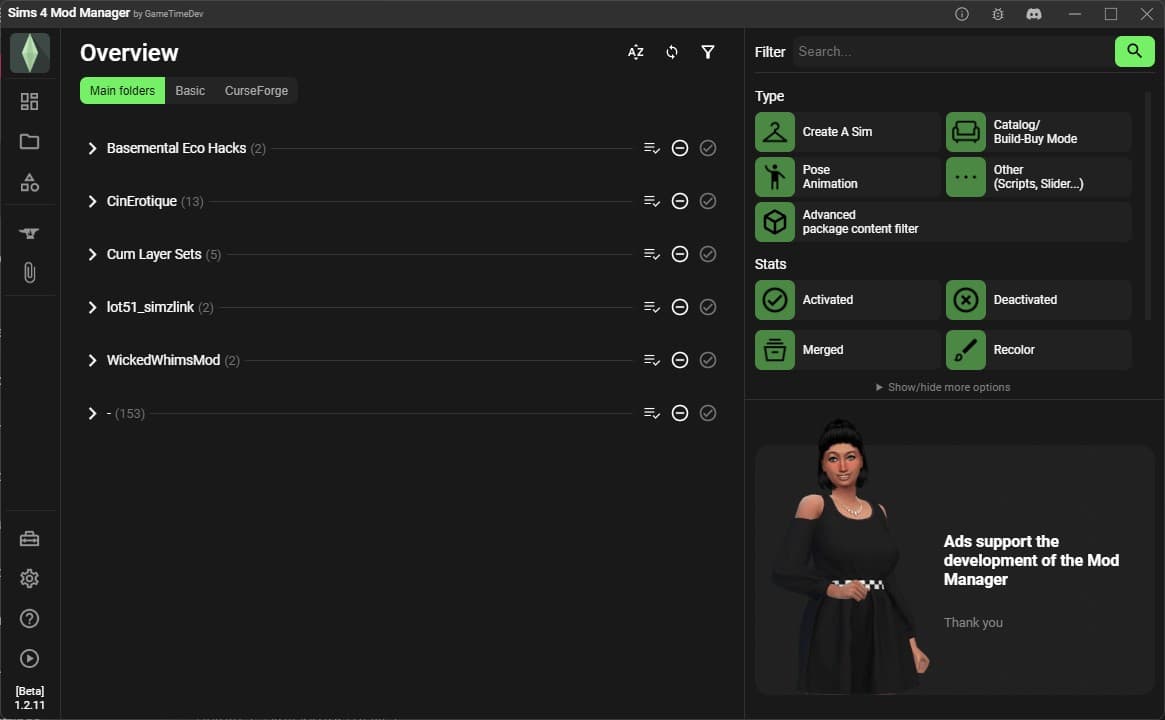 Sims 4 Mod Manager by GameTimeDev
Overview
Main folders
Basic
CurseForge
Basemental Eco Hacks (2)
CinErotique (13)
Cum Layer Sets (5)
lot51_simzlink (2)
WickedWhimsMod (2)
- (153)
[Beta]
1.2.11
Filter
Search...
Type
Create A Sim
Catalog/
Build-Buy Mode
Pose
Animation
Other
(Scripts, Slider...)
Advanced
package content filter
Stats
Activated
Deactivated
Merged
Recolor
Show/hide more options
Ads support the
development of the Mod
Manager
Thank you